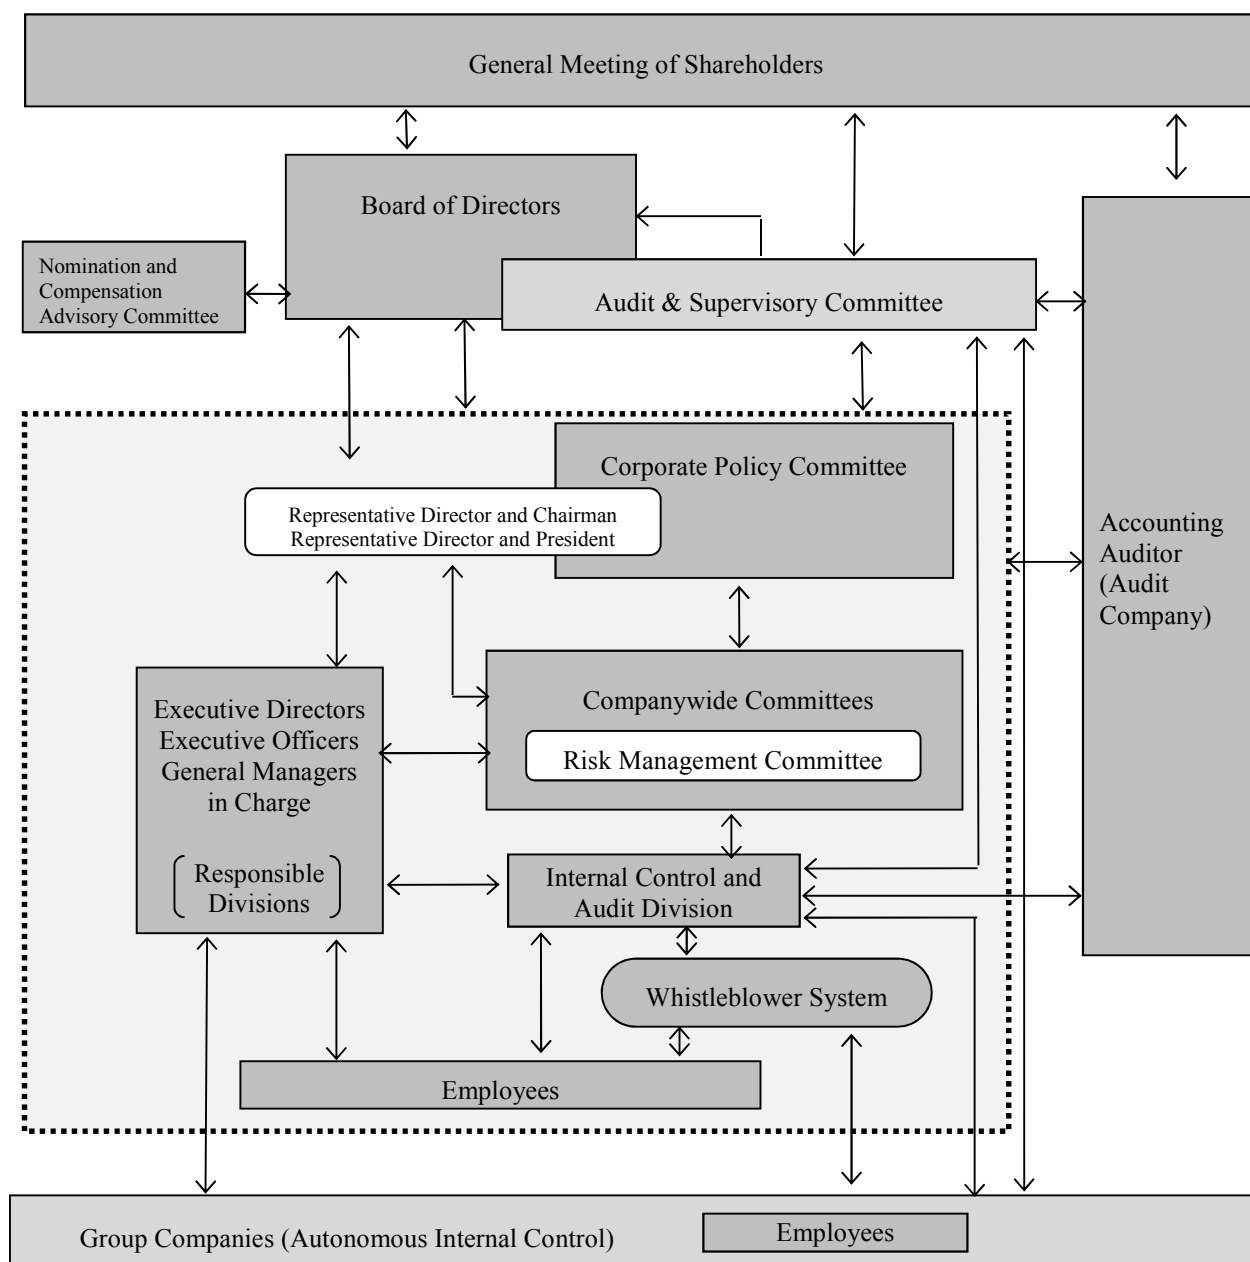 General Meeting of Shareholders
Board of Directors
Nomination and
Compensation
Advisory Committee
Audit & Supervisory Committee
Corporate Policy Committee
Representative Director and Chairman
Representative Director and President
Accounting
Auditor
(Audit
Company)
Executive Directors
Executive Officers
General Managers
in Charge
Responsible
Divisions
Companywide Committees
Risk Management Committee
Internal Control and
Audit Division
Whistleblower System
Employees
Group Companies (Autonomous Internal Control)
Employees